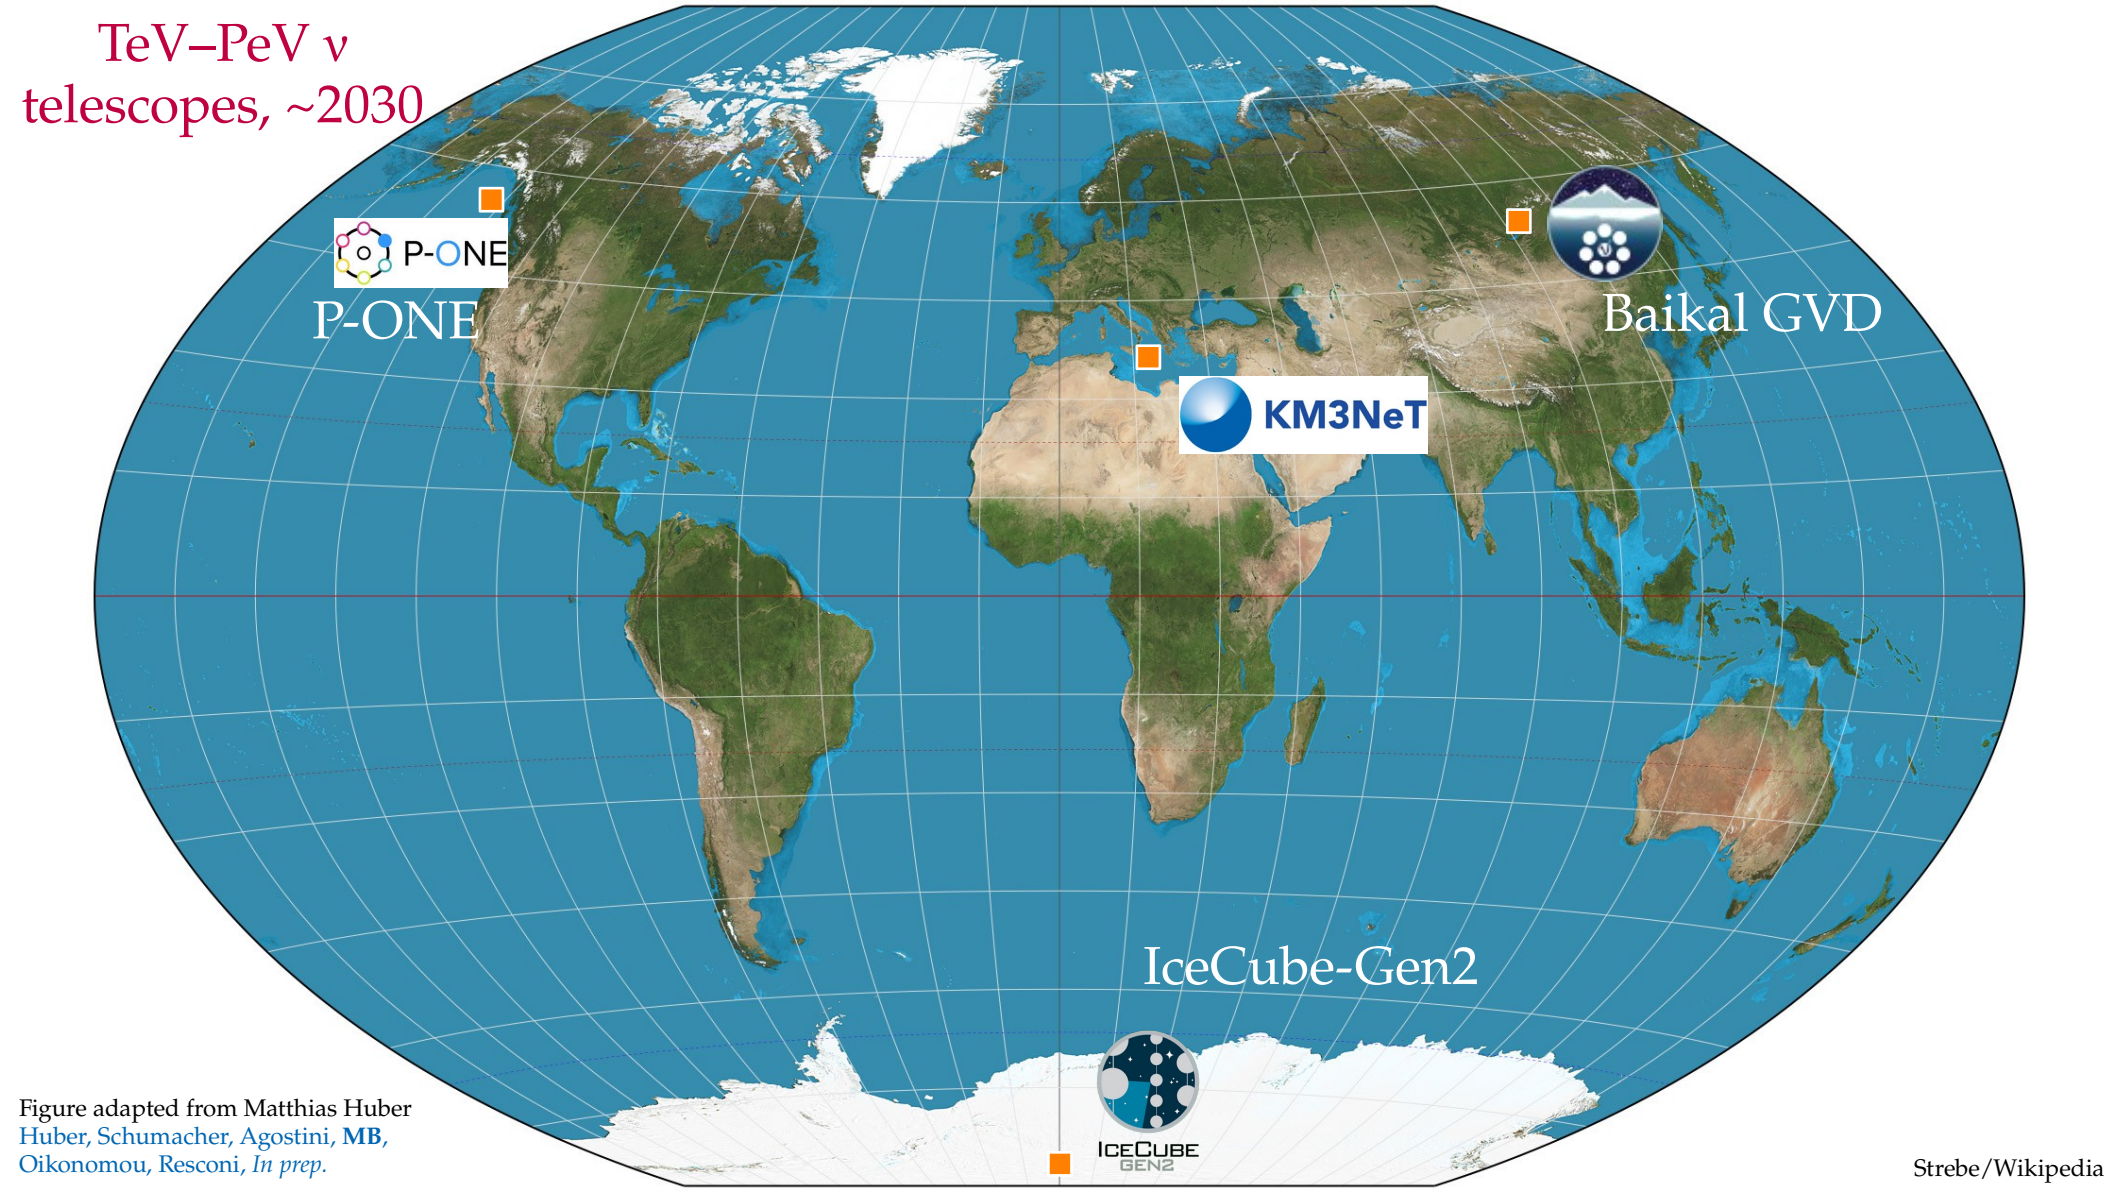 TeV–PeV ν
telescopes, ~2030
P-ONE
P-ONE
Baikal GVD
KM3NeT
IceCube-Gen2
ICECUBE
GEN2
Figure adapted from Matthias Huber
Huber, Schumacher, Agostini, MB,
Oikonomou, Resconi, In prep.
Strebe/Wikipedia